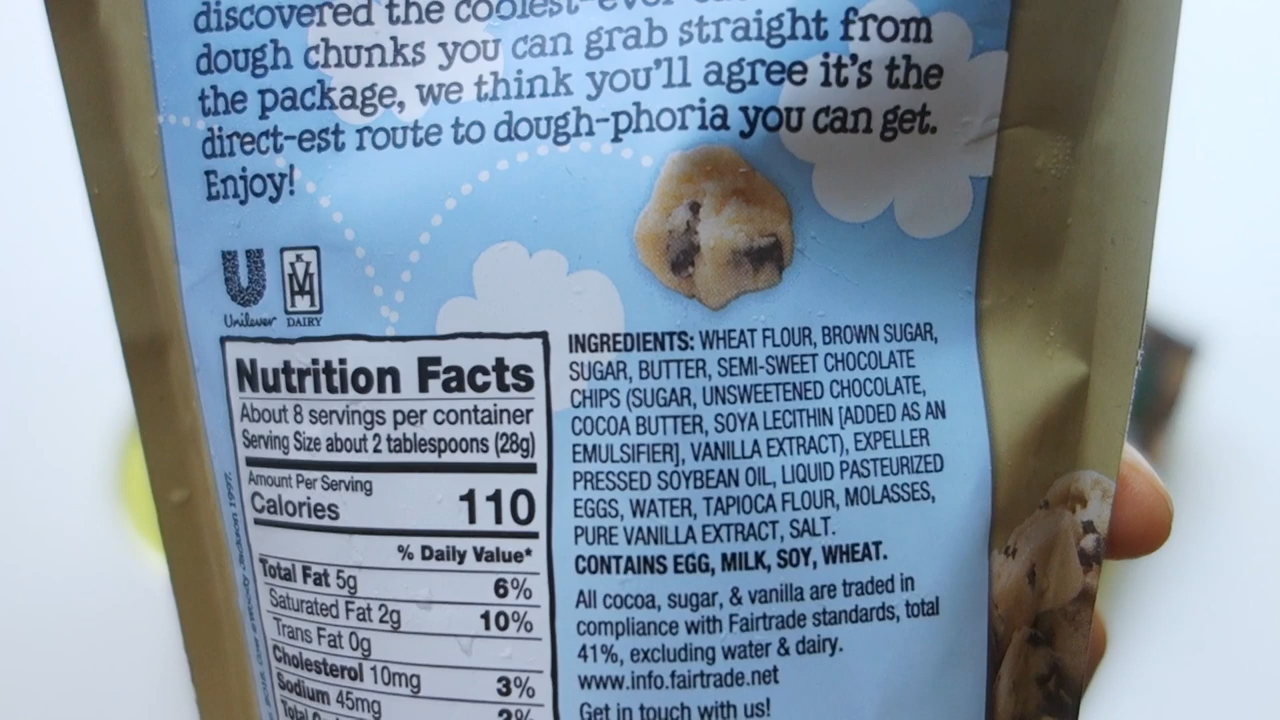 discovered the coolest-ever
dough chunks you can grab straight from
the package, we think you'll agree it's the
direct-est route to dough-phoria you can get.
Enjoy!
Unilever
K
DAIRY
Nutrition Facts
About 8 servings per container
Serving Size about 2 tablespoons (28g)
Amount Per Serving
Calories 110
% Daily Value*
Total Fat 5g 6%
Saturated Fat 2g 10%
Trans Fat 0g
Cholesterol 10mg 3%
Sodium 45mg 2%
Total
INGREDIENTS: WHEAT FLOUR, BROWN SUGAR,
SUGAR, BUTTER, SEMI-SWEET CHOCOLATE
CHIPS (SUGAR, UNSWEETENED CHOCOLATE,
COCOA BUTTER, SOYA LECITHIN [ADDED AS AN
EMULSIFIER], VANILLA EXTRACT), EXPELLER
PRESSED SOYBEAN OIL, LIQUID PASTEURIZED
EGGS, WATER, TAPIOCA FLOUR, MOLASSES,
PURE VANILLA EXTRACT, SALT.
CONTAINS EGG, MILK, SOY, WHEAT.
All cocoa, sugar, & vanilla are traded in
compliance with Fairtrade standards, total
41%, excluding water & dairy.
www.info.fairtrade.net
Get in touch with us!